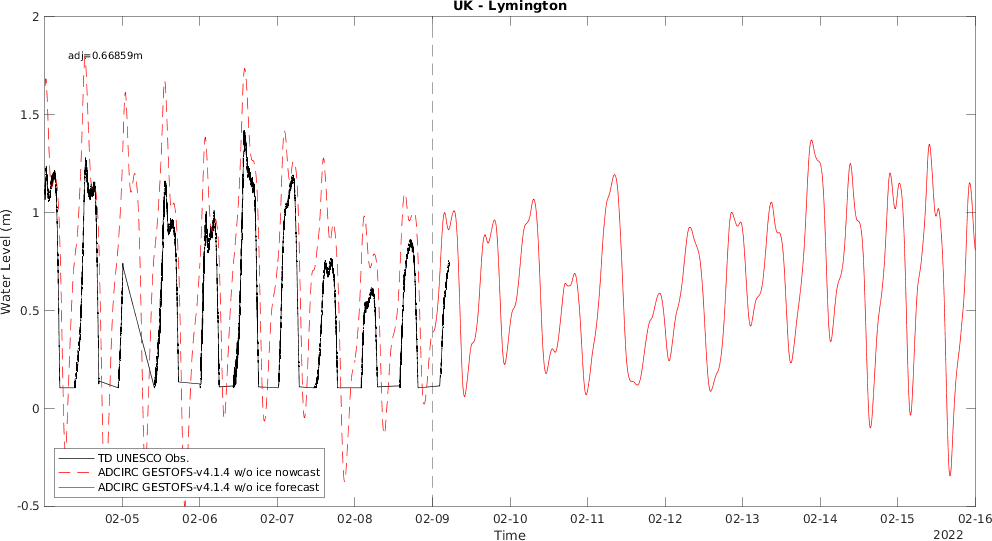 UK - Lymington
adj=0.66859m
Water Level (m)
2
1.5
1
0.5
0
-0.5
TD UNESCO Obs.
ADCIRC GESTOFS-v4.1.4 w/o ice nowcast
ADCIRC GESTOFS-v4.1.4 w/o ice forecast
02-05 02-06 02-07 02-08 02-09 02-10 02-11 02-12 02-13 02-14 02-15 02-16
Time
2022